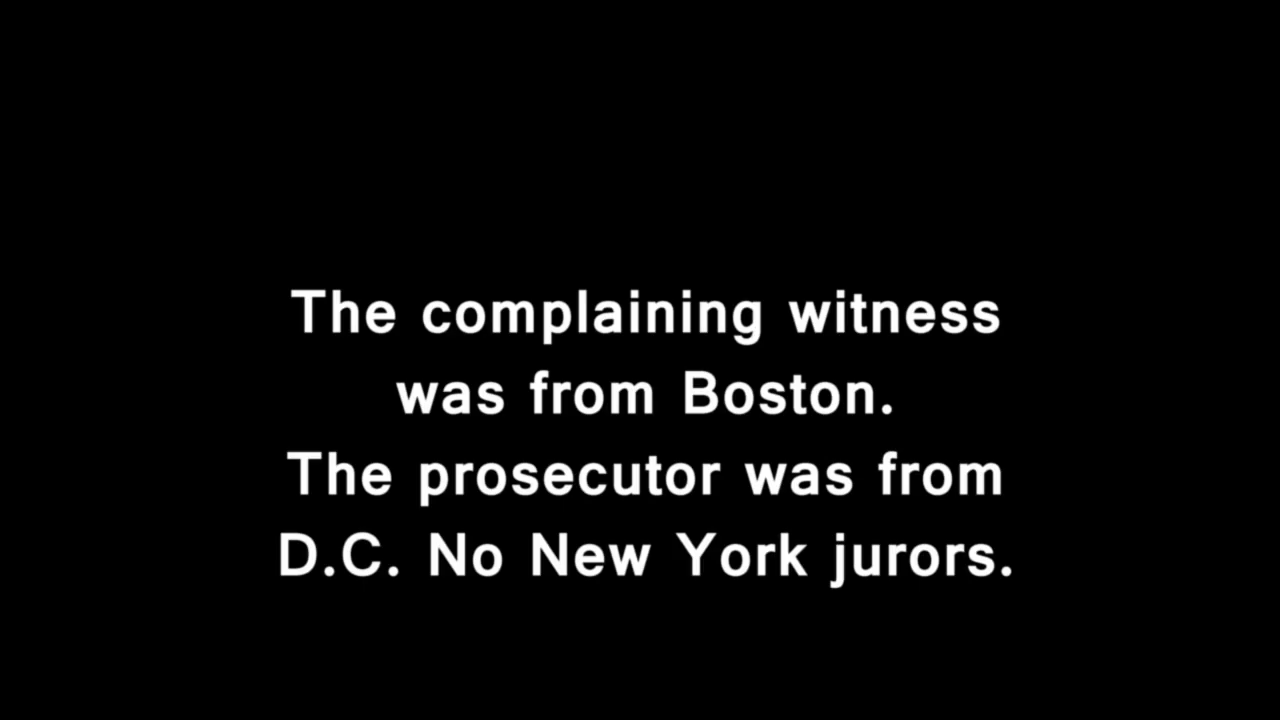 The complaining witness
was from Boston.
The prosecutor was from
D.C. No New York jurors.